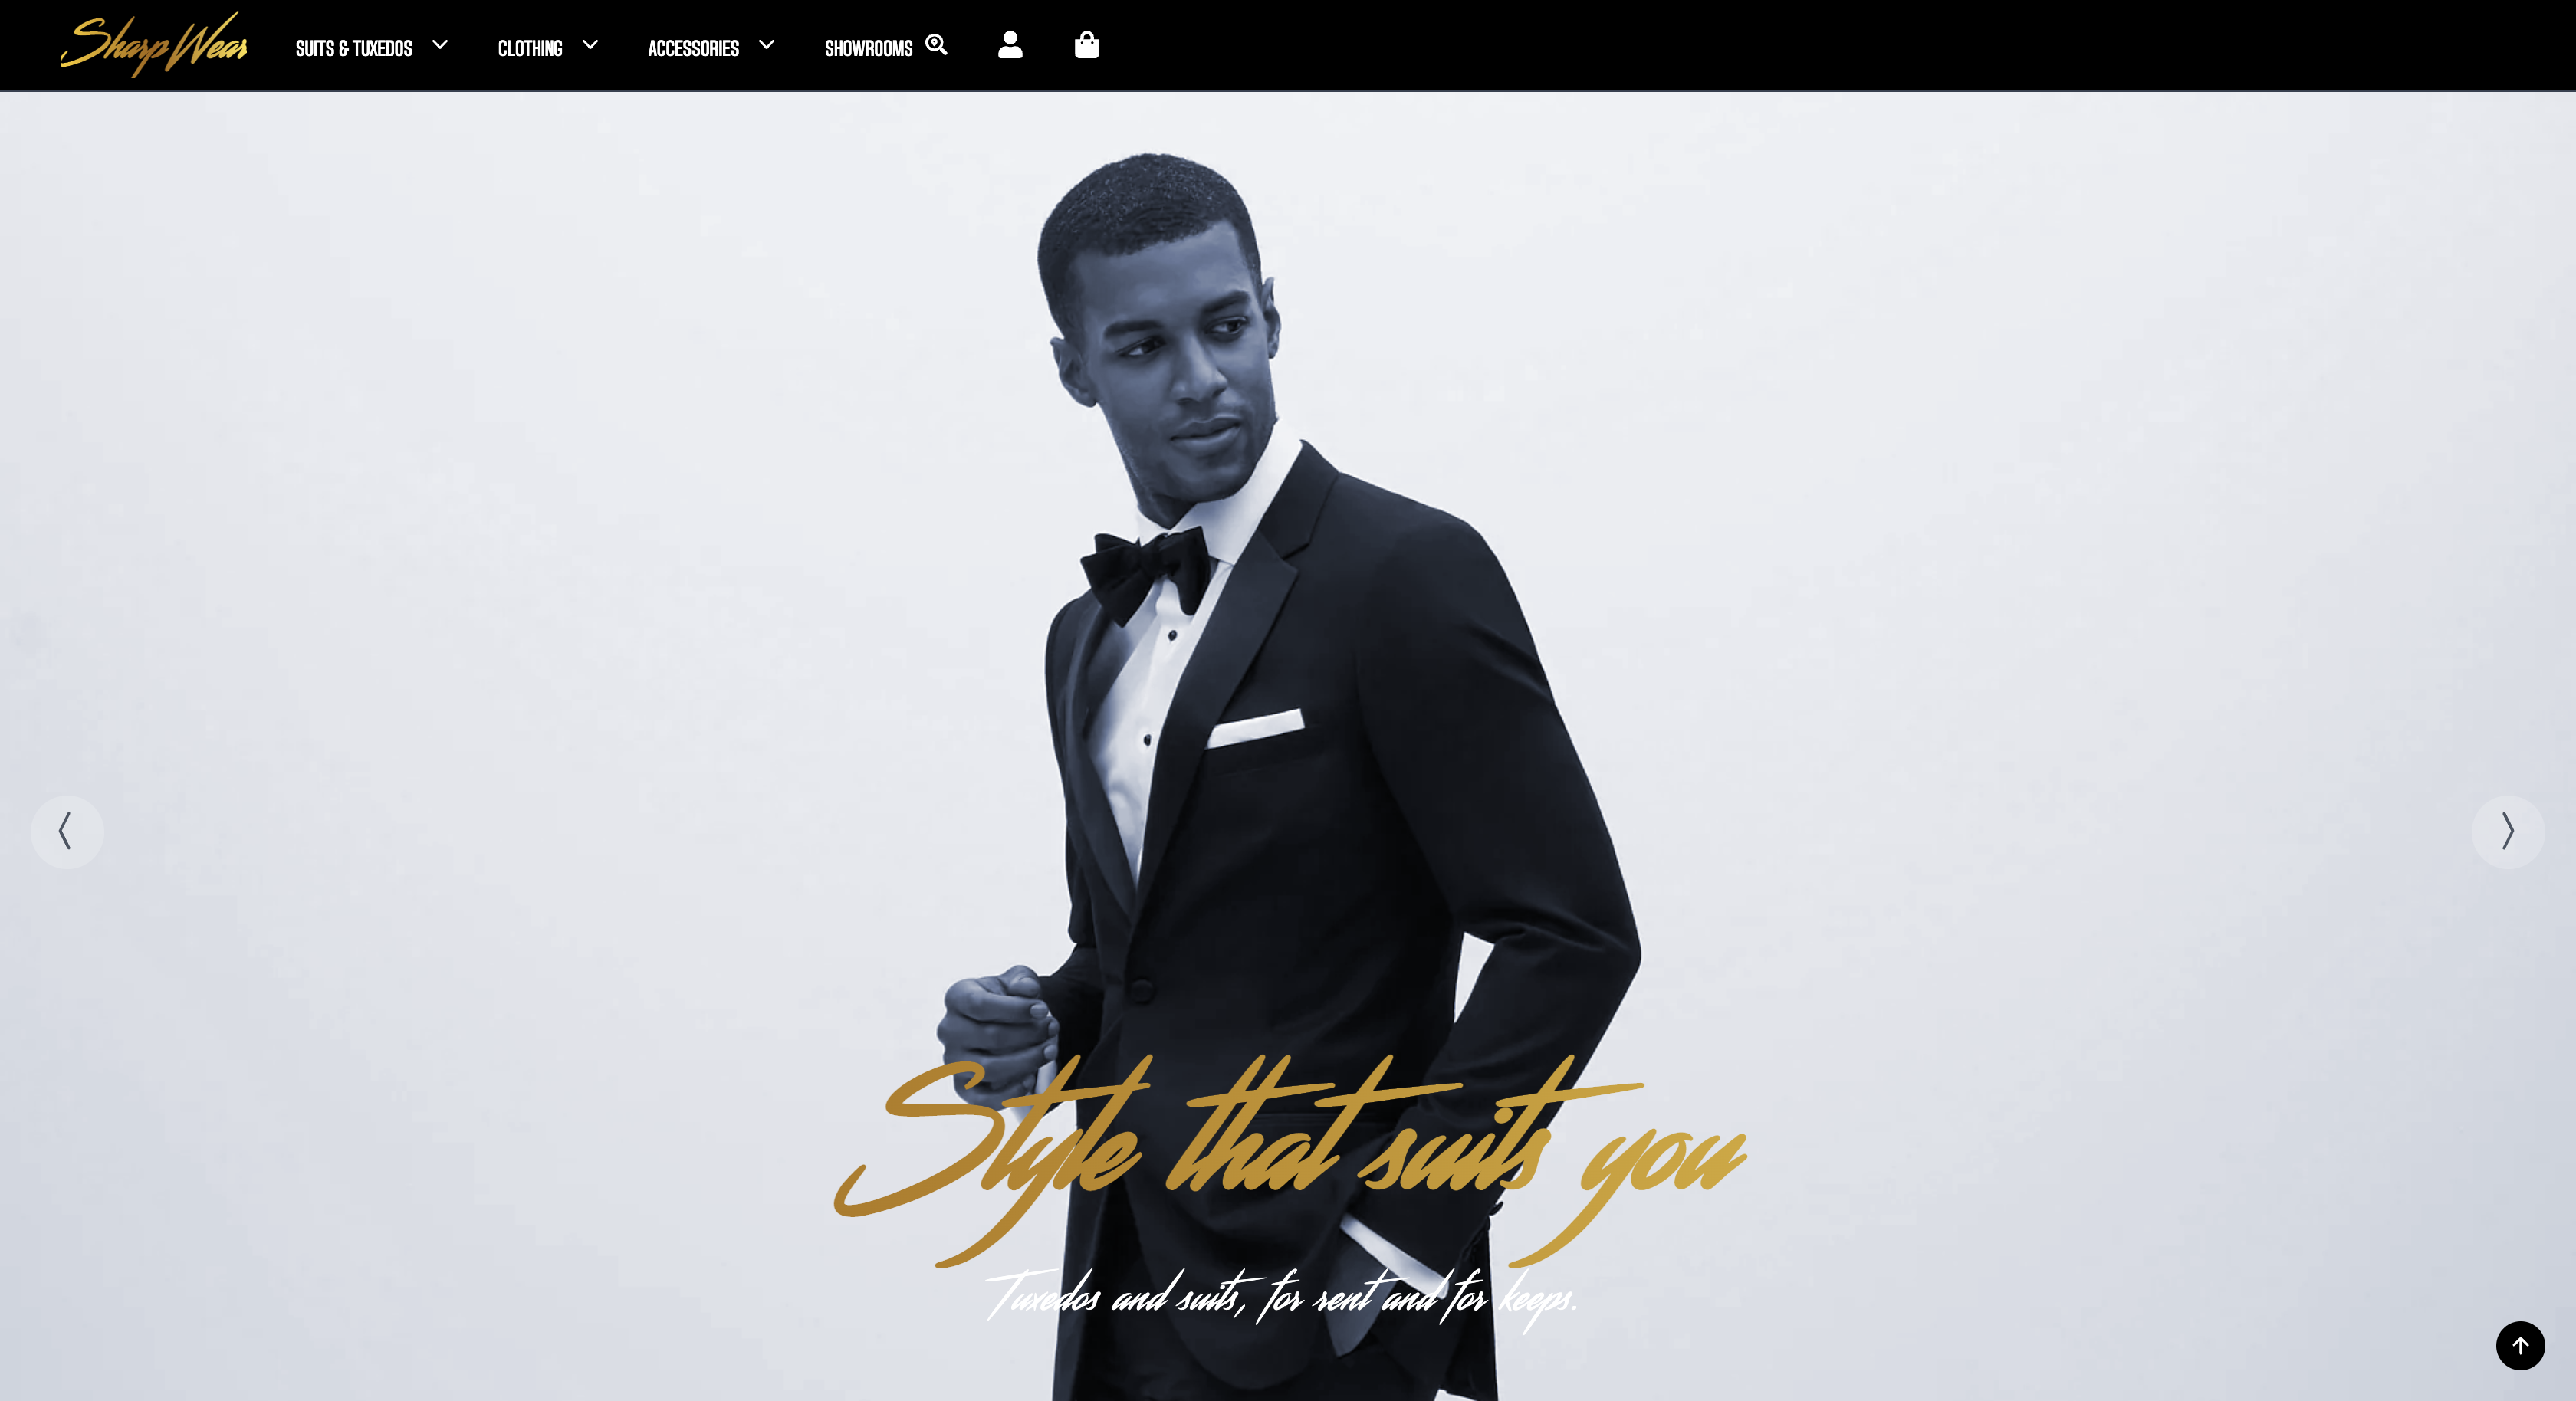 Sharp Wear
SUITS & TUXEDOS
CLOTHING
ACCESSORIES
SHOWROOMS
Style that suits you
Tuxedos and suits, for rent and for keeps.